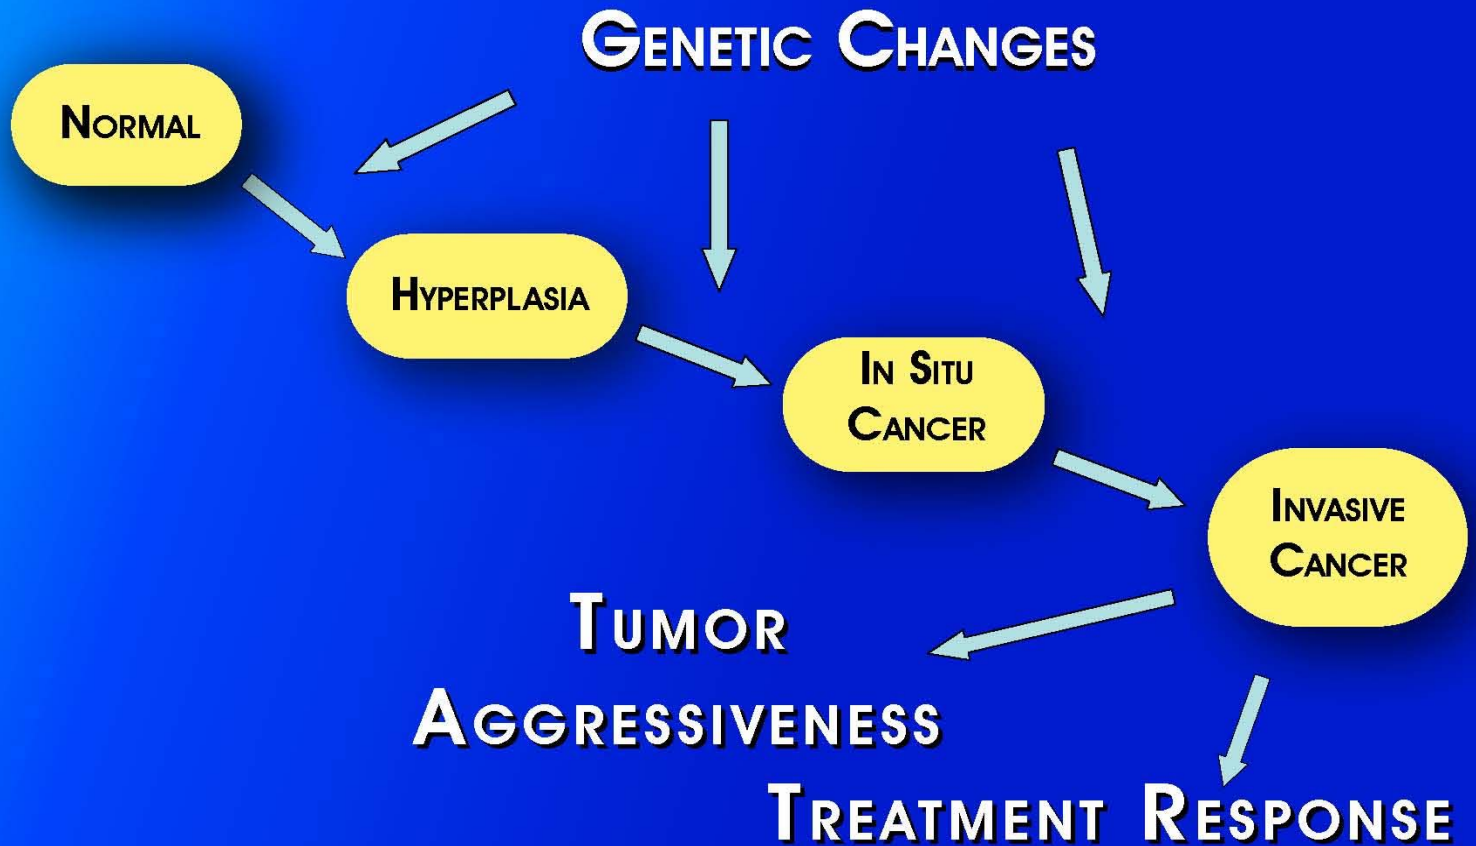 GENETIC CHANGES
NORMAL
HYPERPLASIA
IN SITU
CANCER
INVASIVE
CANCER
TUMOR
AGGRESSIVENESS
TREATMENT RESPONSE